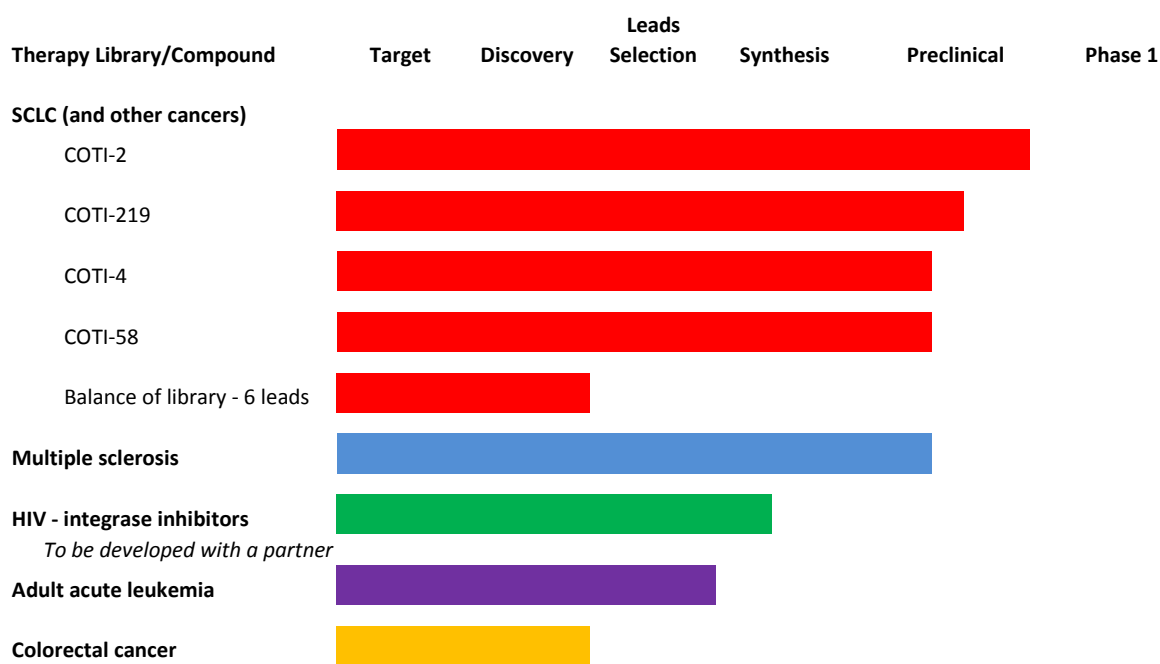 Leads
Therapy Library/Compound Target Discovery Selection Synthesis Preclinical Phase 1
SCLC (and other cancers)
COTI-2
COTI-219
COTI-4
COTI-58
Balance of library - 6 leads
Multiple sclerosis
HIV - integrase inhibitors
To be developed with a partner
Adult acute leukemia
Colorectal cancer